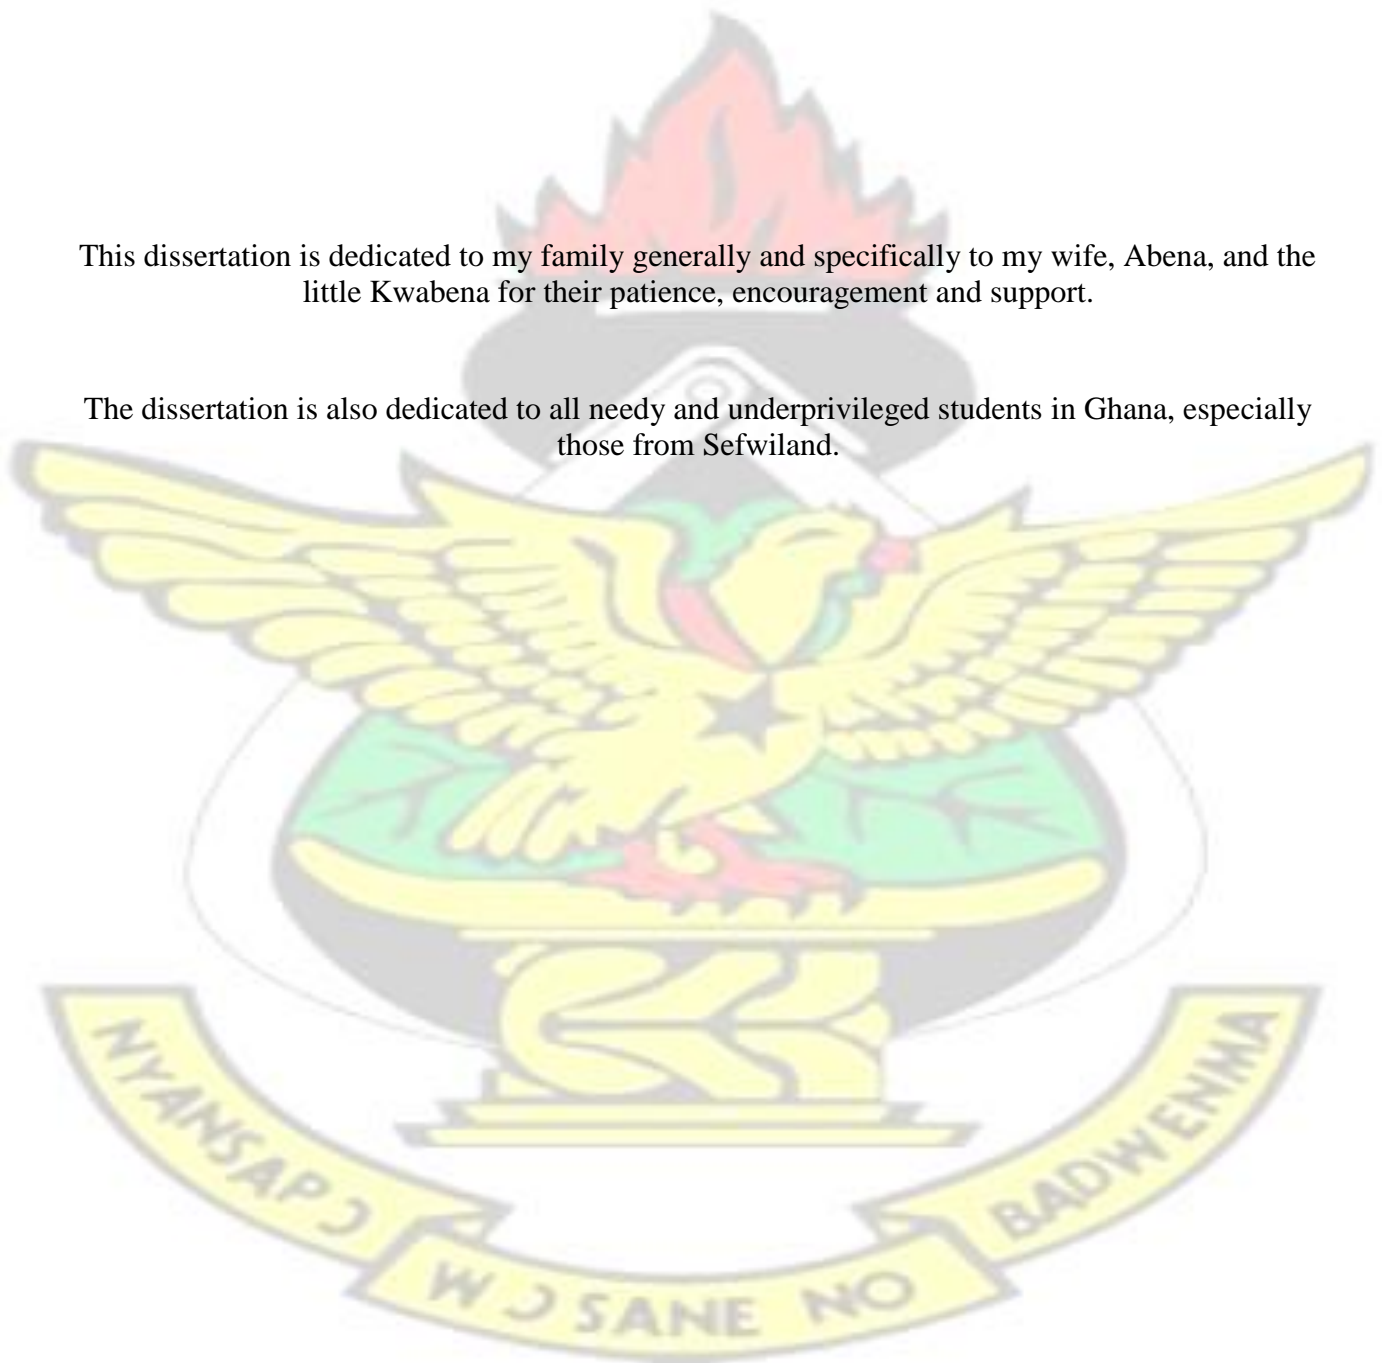 This dissertation is dedicated to my family generally and specifically to my wife, Abena, and the
little Kwabena for their patience, encouragement and support.
The dissertation is also dedicated to all needy and underprivileged students in Ghana, especially
those from Sefwiland.
NYANSAPƆ
WƆSANE NO
BADWENMA